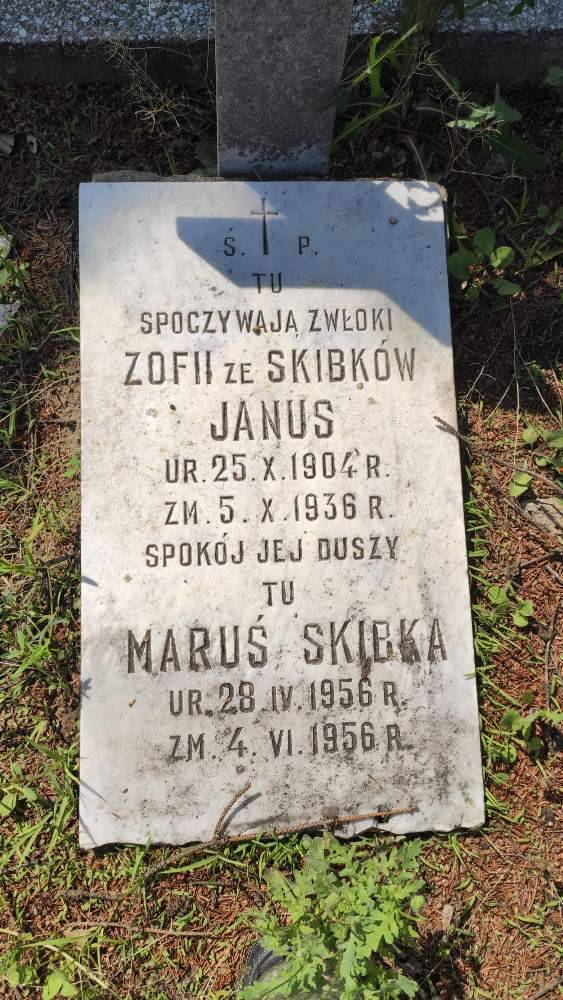 Ś. P.
TU
SPOCZYWAJĄ ZWŁOKI
ZOFII ZE SKIBKÓW
JANUS
UR. 25. X. 1904 R.
ZM. 5. X. 1936 R.
SPOKÓJ JEJ DUSZY
TU
MARUŚ SKIBKA
UR. 28 IV. 1956 R.
ZM. 4. VI. 1956 R.